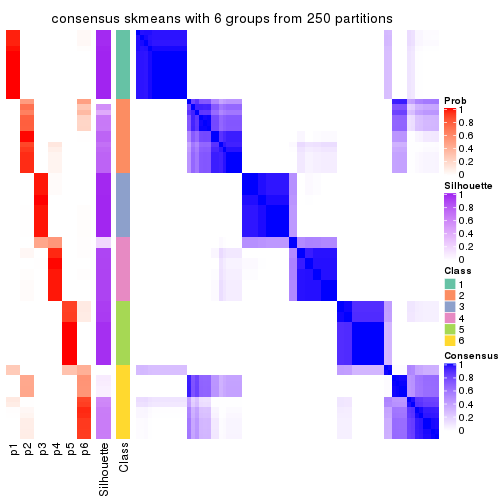 consensus skmeans with 6 groups from 250 partitions
Prob
1
0.8
0.6
0.4
0.2
0
Silhouette
1
0.8
0.6
0.4
0.2
0
Class
1
2
3
4
5
6
Consensus
1
0.8
0.6
0.4
0.2
0
p1
p2
p3
p4
p5
p6
Silhouette
Class